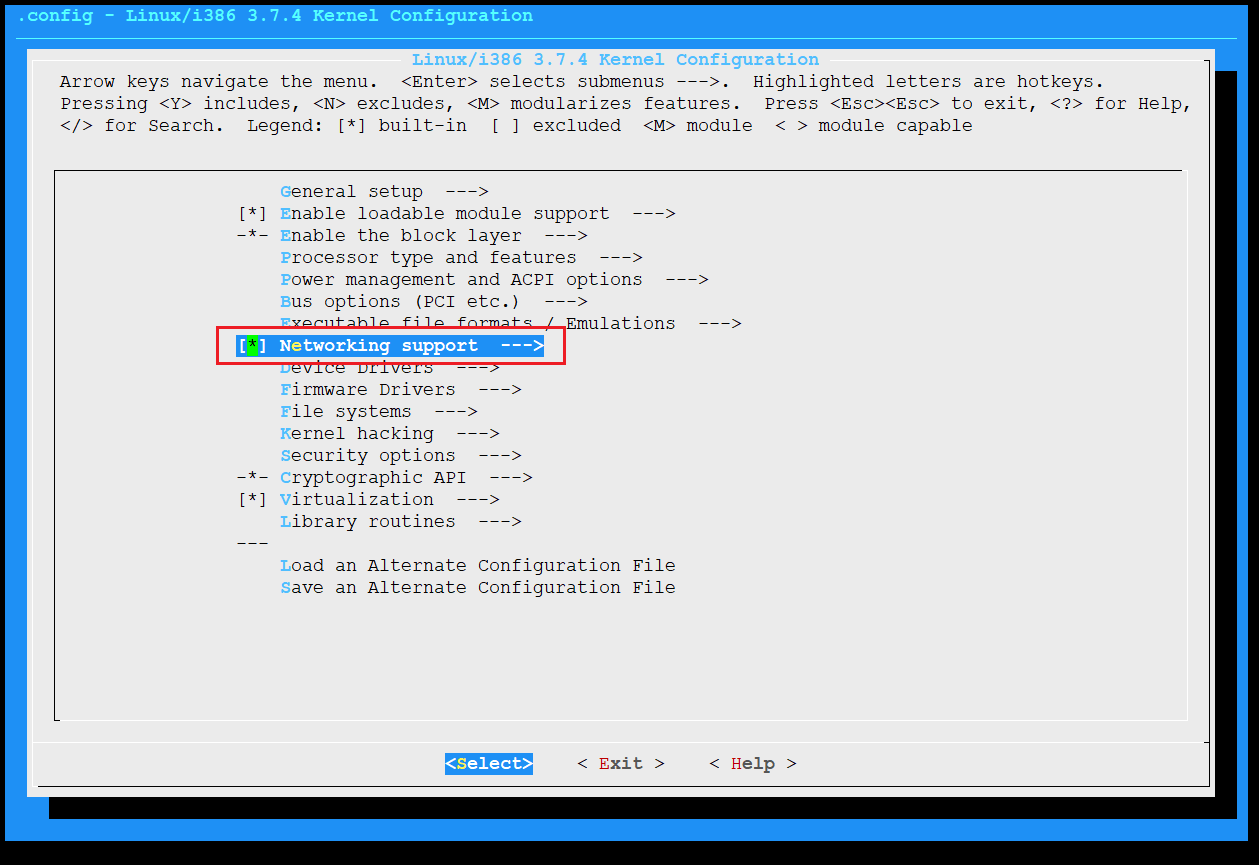 .config - Linux/i386 3.7.4 Kernel Configuration
Linux/i386 3.7.4 Kernel Configuration
Arrow keys navigate the menu.  <Enter> selects submenus --->.  Highlighted letters are hotkeys.
Pressing <Y> includes, <N> excludes, <M> modularizes features.  Press <Esc><Esc> to exit, <?> for Help,
</> for Search.  Legend: [*] built-in  [ ] excluded  <M> module  < > module capable
General setup  --->
[*] Enable loadable module support  --->
-*- Enable the block layer  --->
Processor type and features  --->
Power management and ACPI options  --->
Bus options (PCI etc.)  --->
Executable file formats / Emulations  --->
[*] Networking support  --->
Device Drivers  --->
Firmware Drivers  --->
File systems  --->
Kernel hacking  --->
Security options  --->
-*- Cryptographic API  --->
[*] Virtualization  --->
Library routines  --->
---
Load an Alternate Configuration File
Save an Alternate Configuration File
<Select>    < Exit >    < Help >